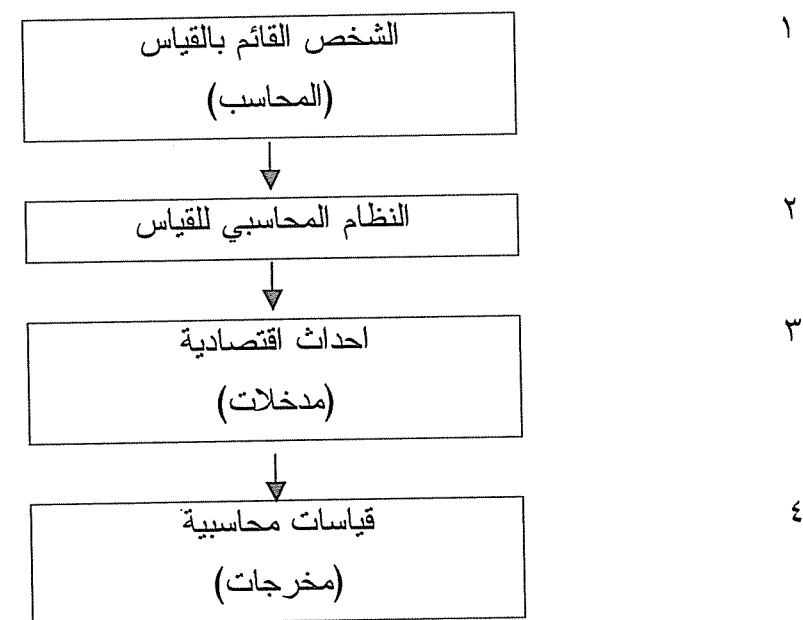 الشخص القائم بالقياس ١
(المحاسب)
النظام المحاسبي للقياس ٢
احداث اقتصادية ٣
(مدخلات)
قياسات محاسبية ٤
(مخرجات)